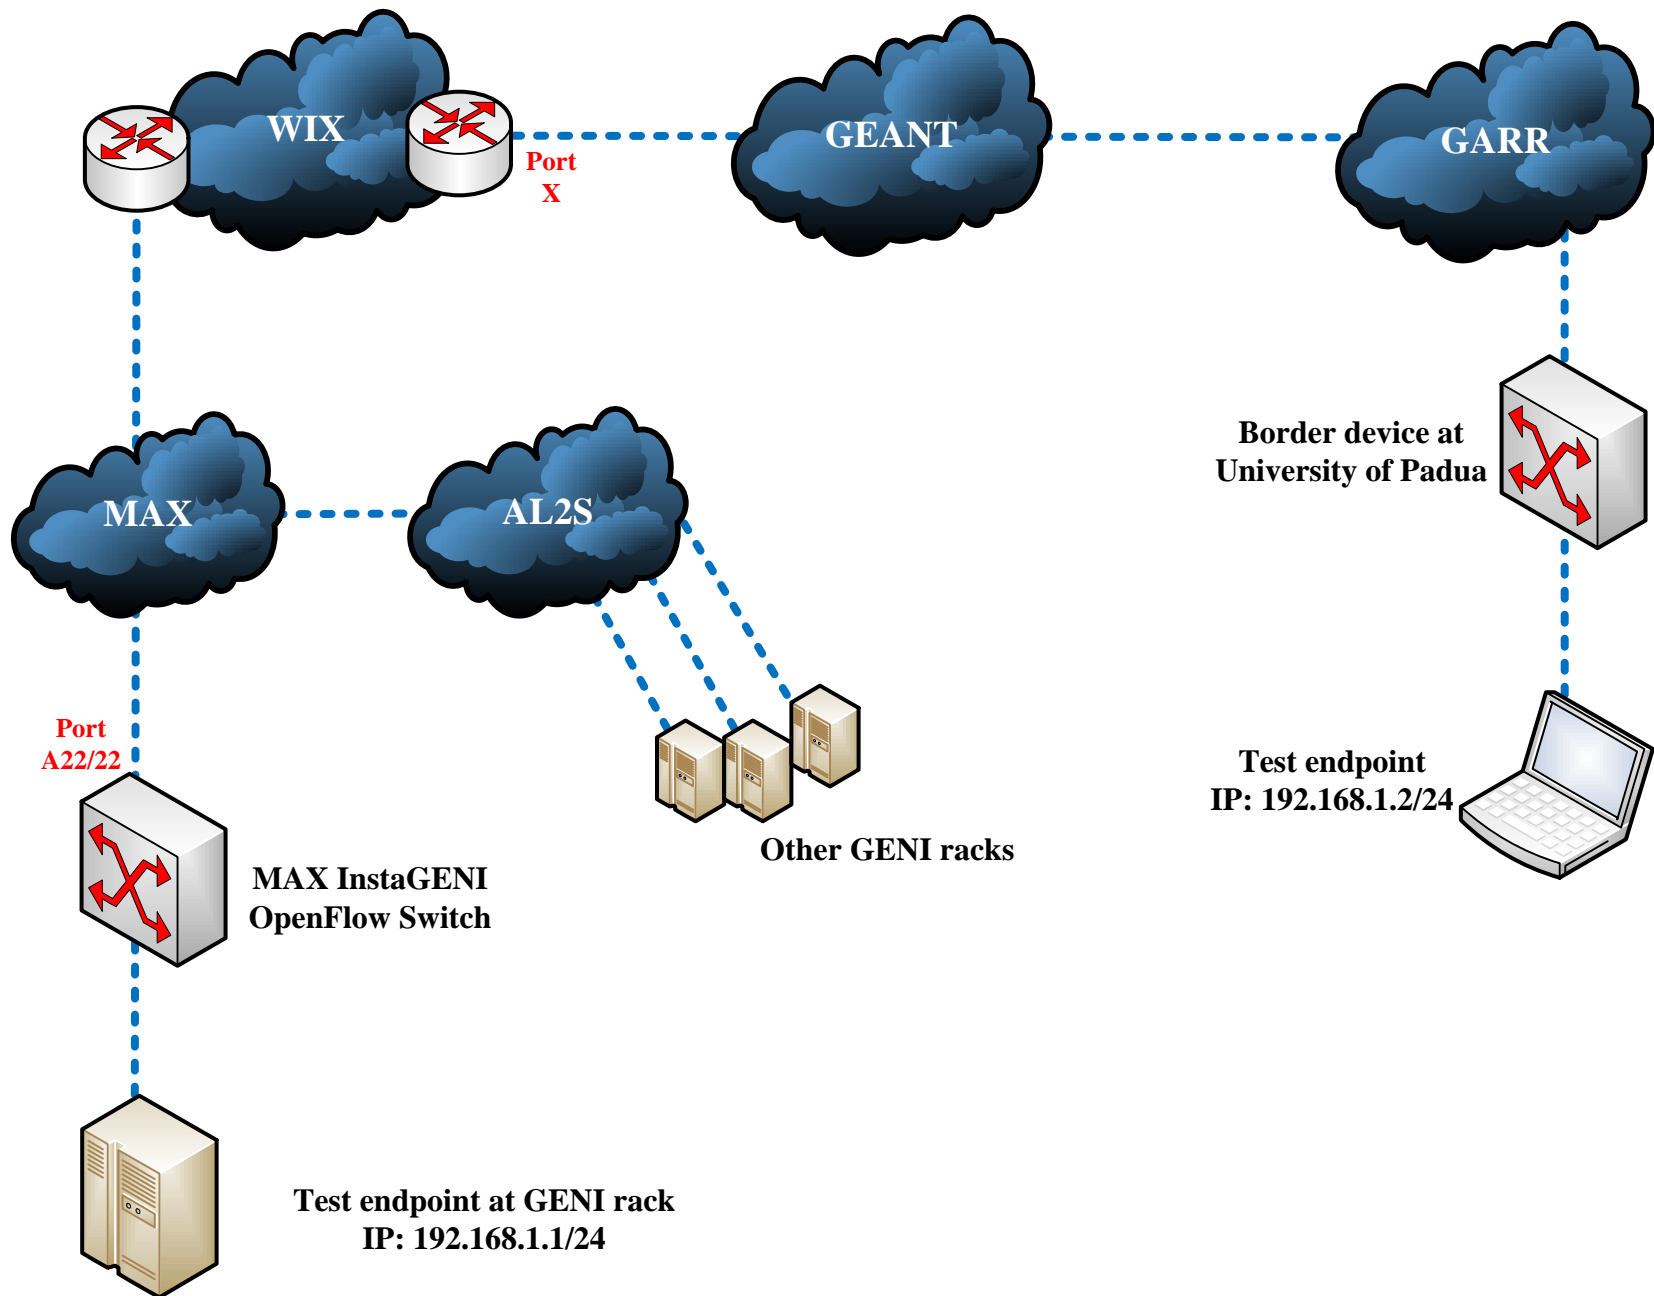 WIX
GEANT
GARR
Port
X
Border device at
University of Padua
MAX
AL2S
Port
A22/22
Test endpoint
IP: 192.168.1.2/24
Other GENI racks
MAX InstaGENI
OpenFlow Switch
Test endpoint at GENI rack
IP: 192.168.1.1/24